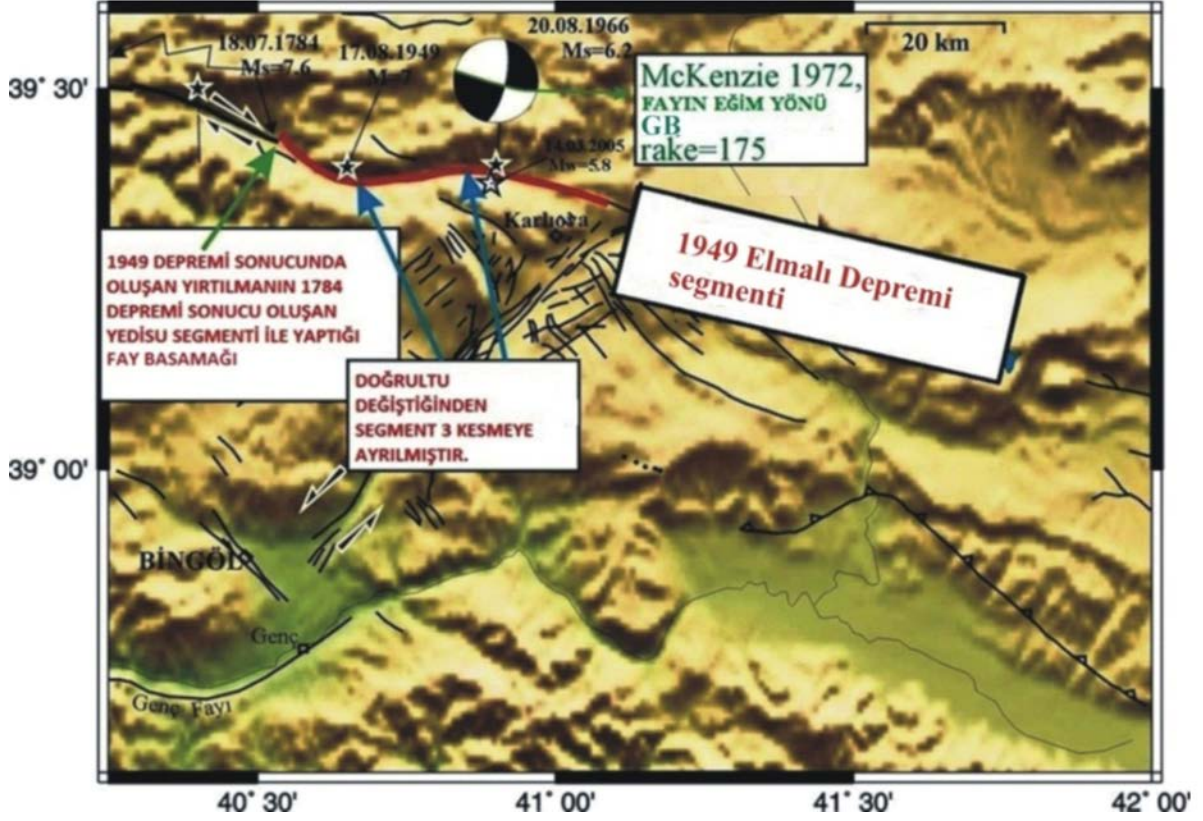 18.07.1784
Ms=7.6
17.08.1949
M=7
20.08.1966
Ms=6.2
20 km
39° 30'
McKenzie 1972,
FAYIN EĞİM YÖNÜ
GB
rake=175
14.03.2005
Ms=5.8
Karlıova
1949 Elmalı Depremi
segmenti
1949 DEPREMİ SONUCUNDA
OLUŞAN YIRTILMANIN 1784
DEPREMİ SONUCU OLUŞAN
YEDİSU SEGMENTİ İLE YAPTIĞI
FAY BASAMAĞI
DOĞRULTU
DEĞİŞTİĞİNDEN
SEGMENT 3 KESMEYE
AYRILMIŞTIR.
39° 00'
BİNGÖL
Genç
Genç Fayı
40° 30'
41° 00'
41° 30'
42° 00'